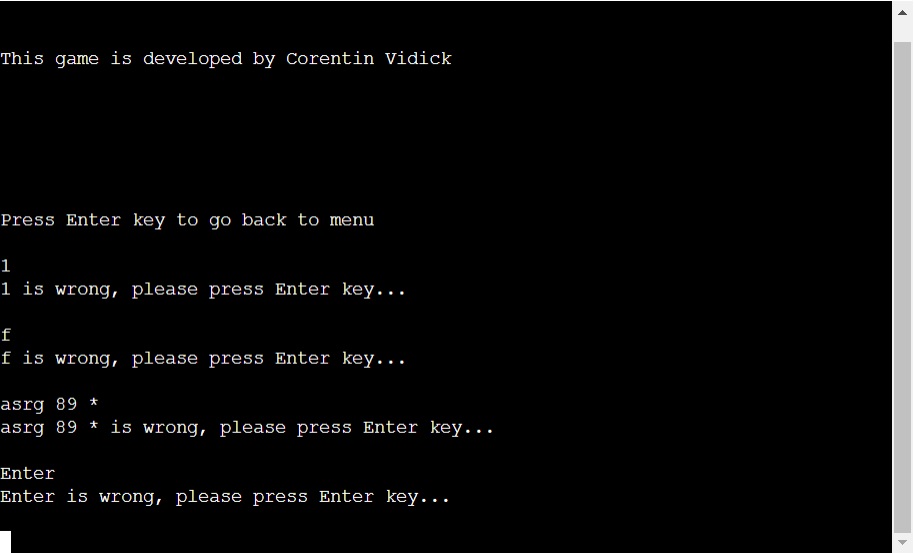 This game is developed by Corentin Vidick
Press Enter key to go back to menu
1
1 is wrong, please press Enter key...
f
f is wrong, please press Enter key...
asrg 89 *
asrg 89 * is wrong, please press Enter key...
Enter
Enter is wrong, please press Enter key...